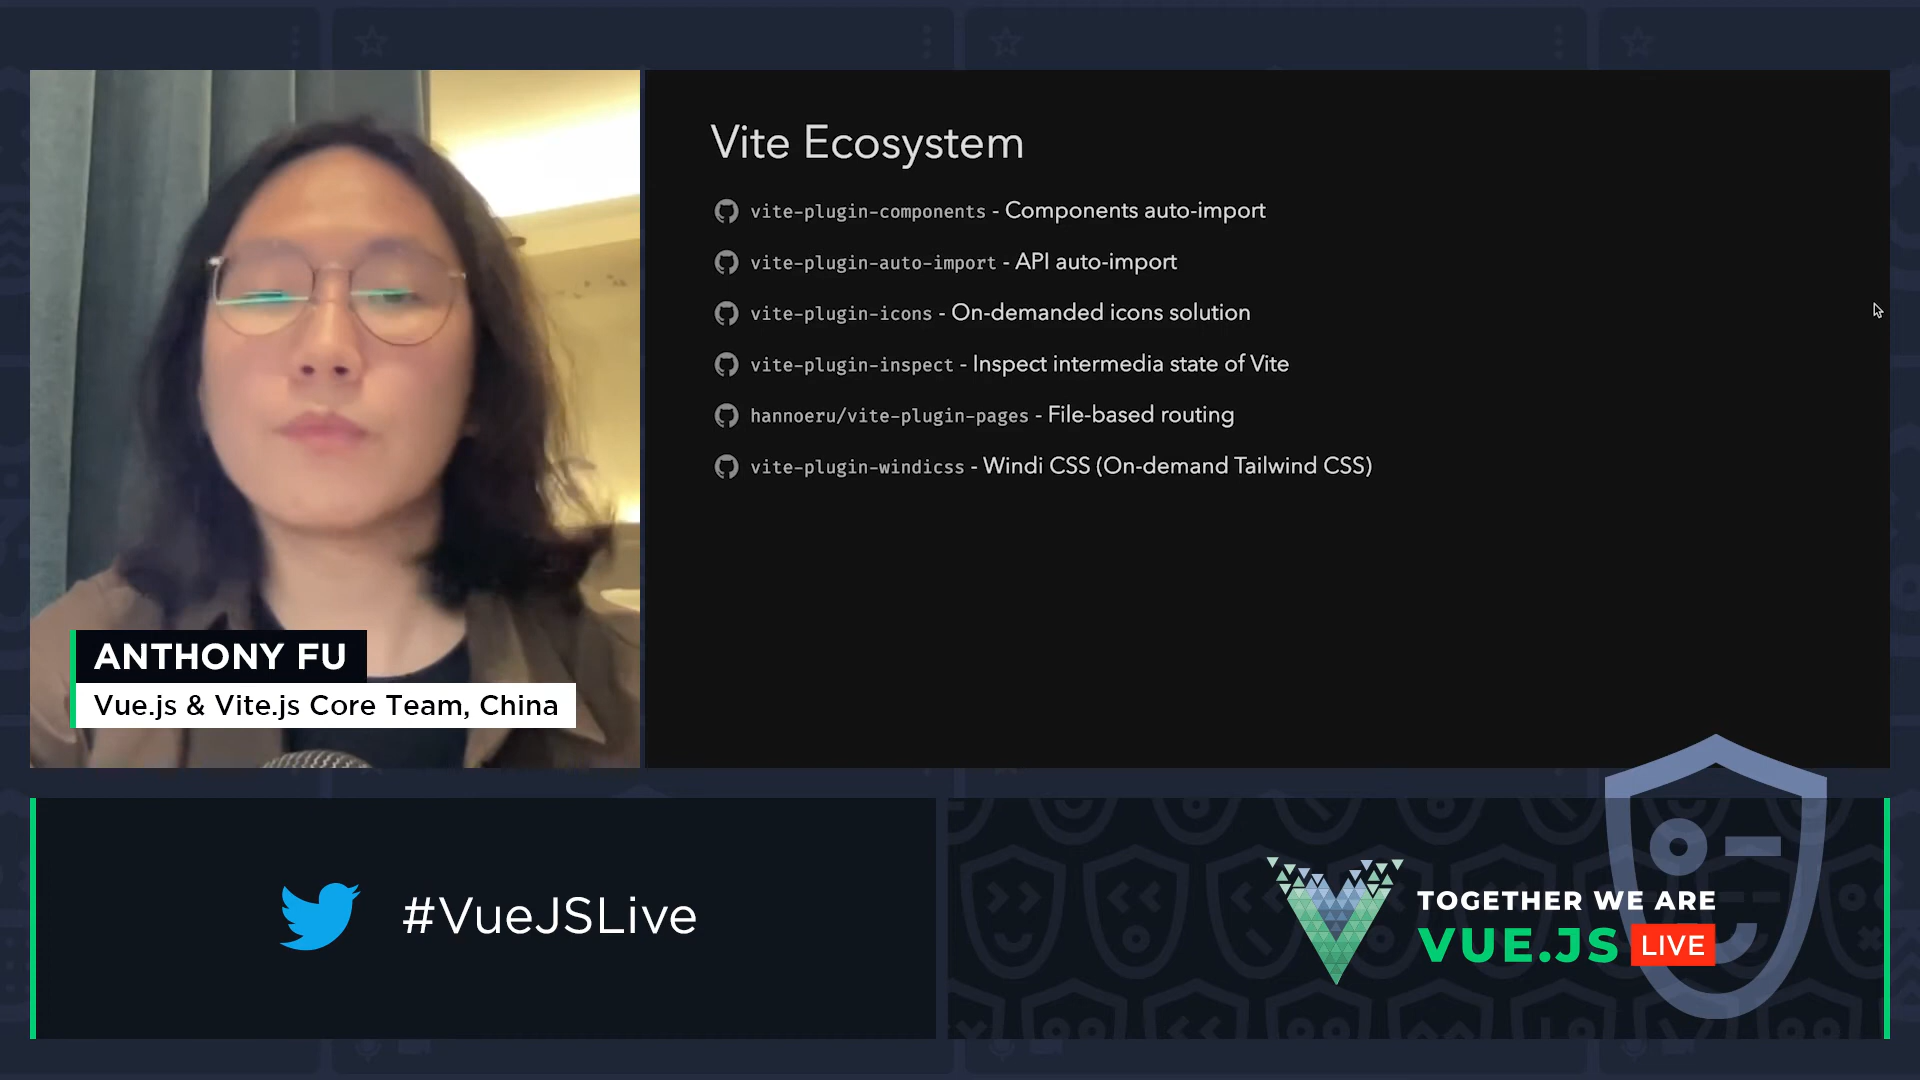 Vite Ecosystem
vite-plugin-components - Components auto-import
vite-plugin-auto-import - API auto-import
vite-plugin-icons - On-demanded icons solution
vite-plugin-inspect - Inspect intermedia state of Vite
hannoeru/vite-plugin-pages - File-based routing
vite-plugin-windicss - Windi CSS (On-demand Tailwind CSS)
ANTHONY FU
Vue.js & Vite.js Core Team, China
#VueJSLive
TOGETHER WE ARE
VUE.JS LIVE